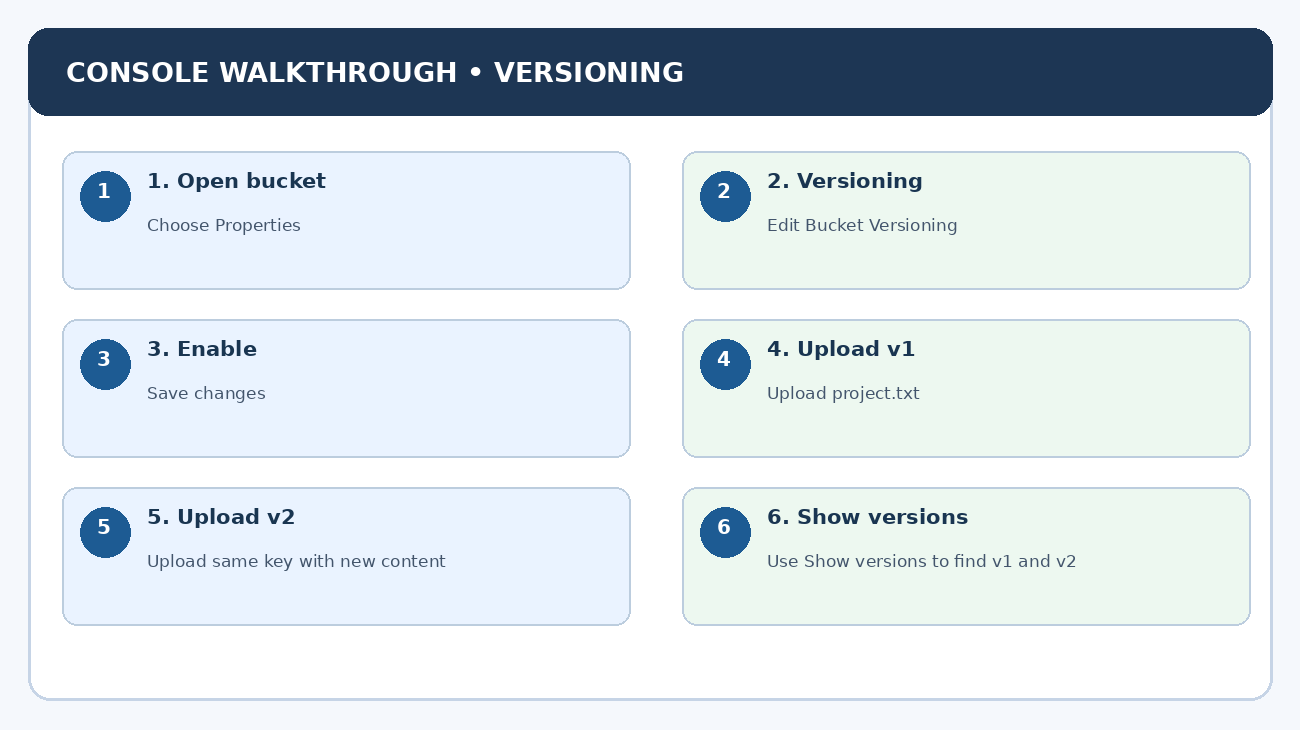 CONSOLE WALKTHROUGH • VERSIONING
1
1. Open bucket
Choose Properties
2
2. Versioning
Edit Bucket Versioning
3
3. Enable
Save changes
4
4. Upload v1
Upload project.txt
5
5. Upload v2
Upload same key with new content
6
6. Show versions
Use Show versions to find v1 and v2